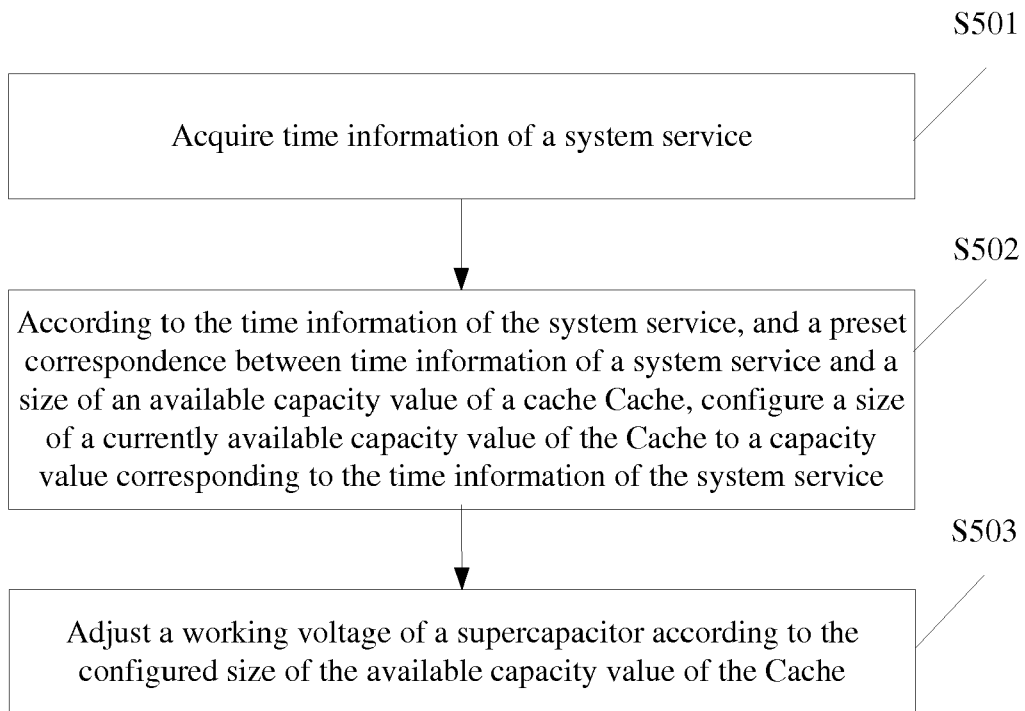 S501
Acquire time information of a system service
S502
According to the time information of the system service, and a preset
correspondence between time information of a system service and a
size of an available capacity value of a cache Cache, configure a size
of a currently available capacity value of the Cache to a capacity
value corresponding to the time information of the system service
S503
Adjust a working voltage of a supercapacitor according to the
configured size of the available capacity value of the Cache